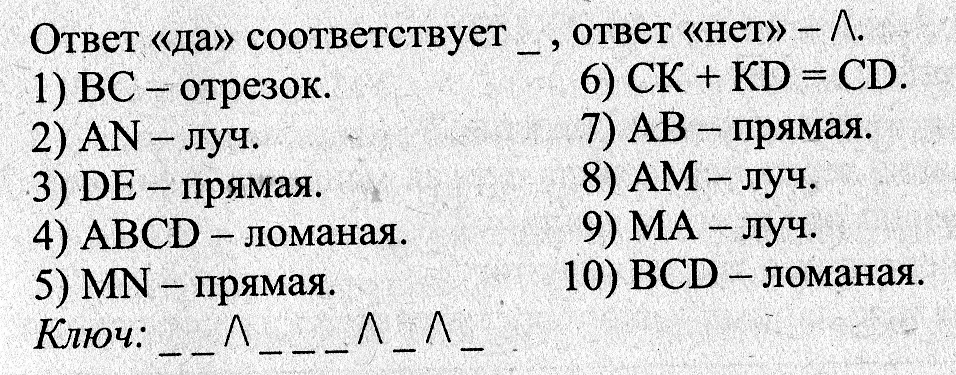 Ответ «да» соответствует _ , ответ «нет» – /\.
1) BC – отрезок.
2) AN – луч.
3) DE – прямая.
4) ABCD – ломаная.
5) MN – прямая.
6) CK + KD = CD.
7) AB – прямая.
8) AM – луч.
9) MA – луч.
10) BCD – ломаная.
Ключ: _ _ /\ _ _ _ /\ _ /\ _